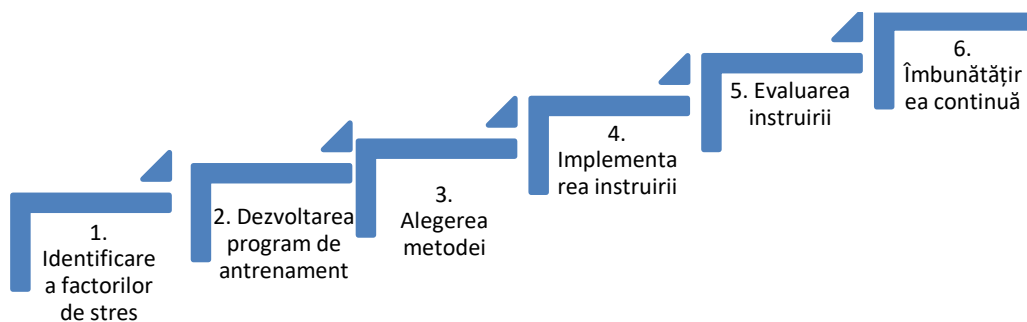 1.
Identificare
a factorilor
de stres
2. Dezvoltarea
program de
antrenament
3.
Alegerea
metodei
4.
Implementa
rea instruirii
5. Evaluarea
instruirii
6.
Îmbunătățir
ea continuă